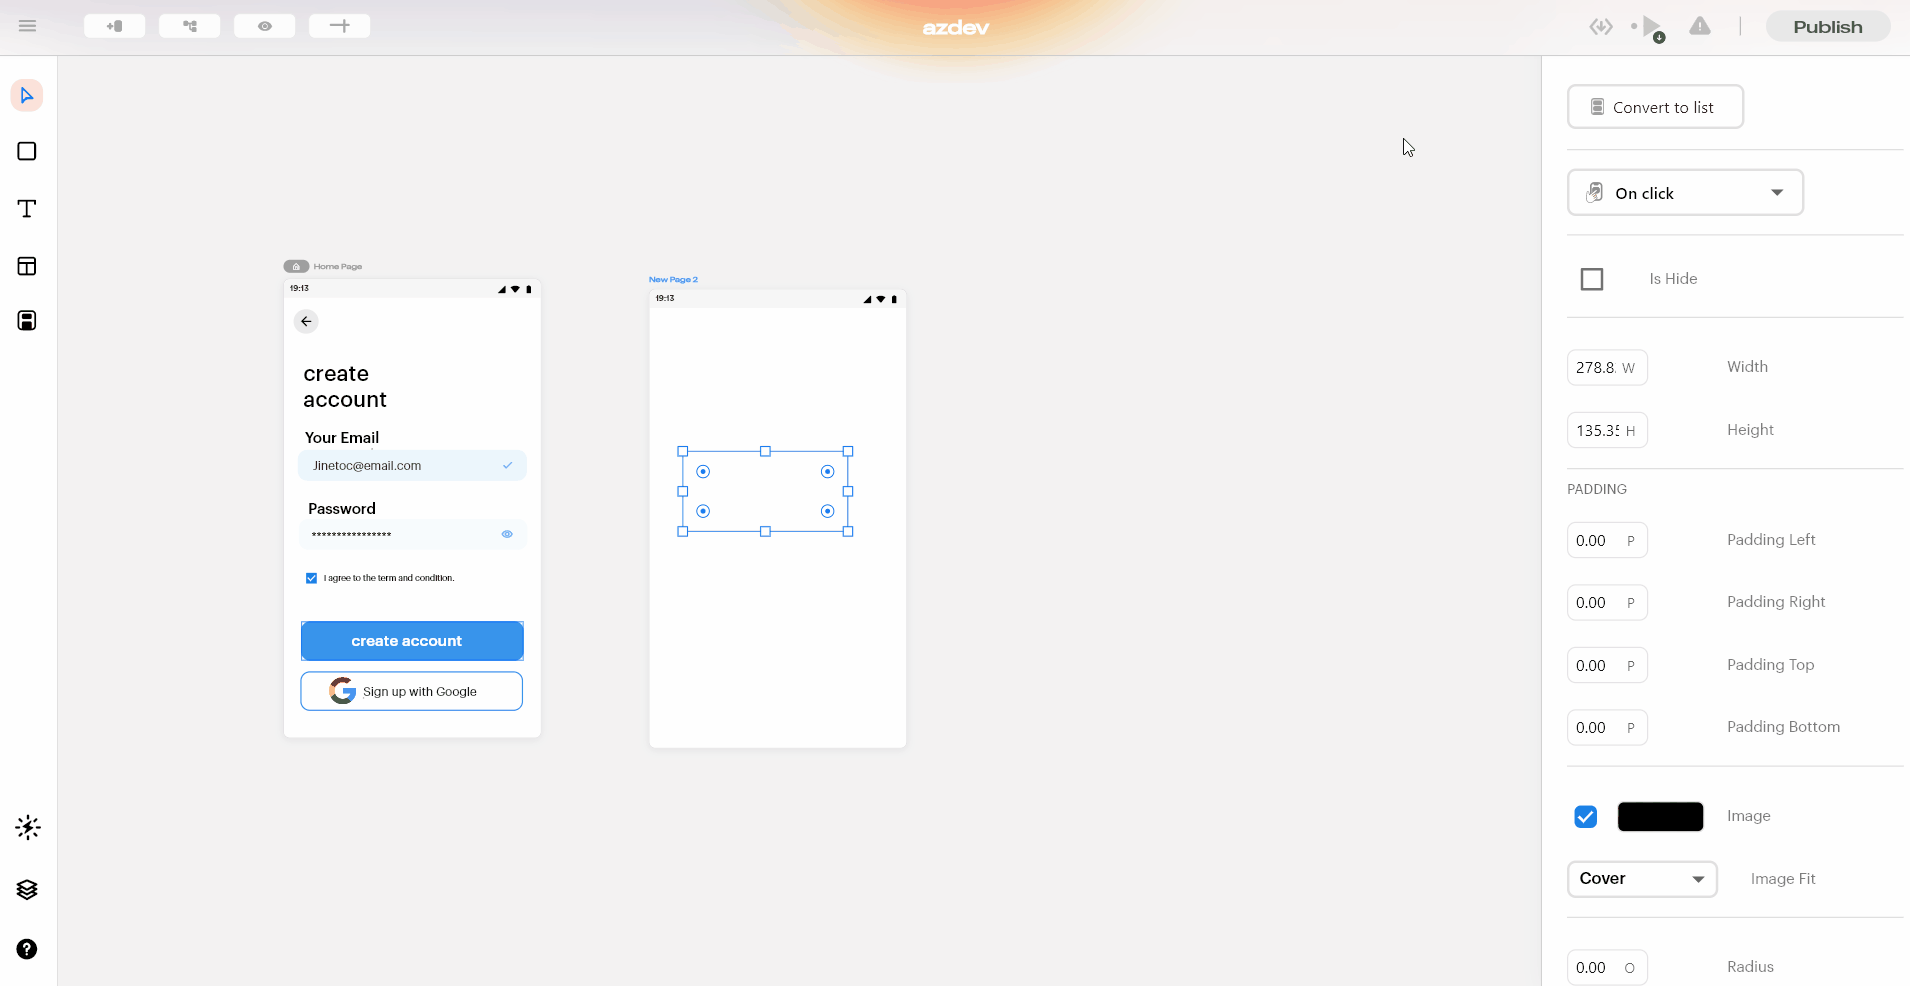 azdev
Publish
Convert to list
On click
Is Hide
278.8 W Width
135.35 H Height
PADDING
0.00 P Padding Left
0.00 P Padding Right
0.00 P Padding Top
0.00 P Padding Bottom
Image
Cover Image Fit
0.00 O Radius
Home Page
19:13
create
account
Your Email
Jinetoc@email.com
Password
****************
I agree to the term and condition.
create account
Sign up with Google
New Page 2
19:13